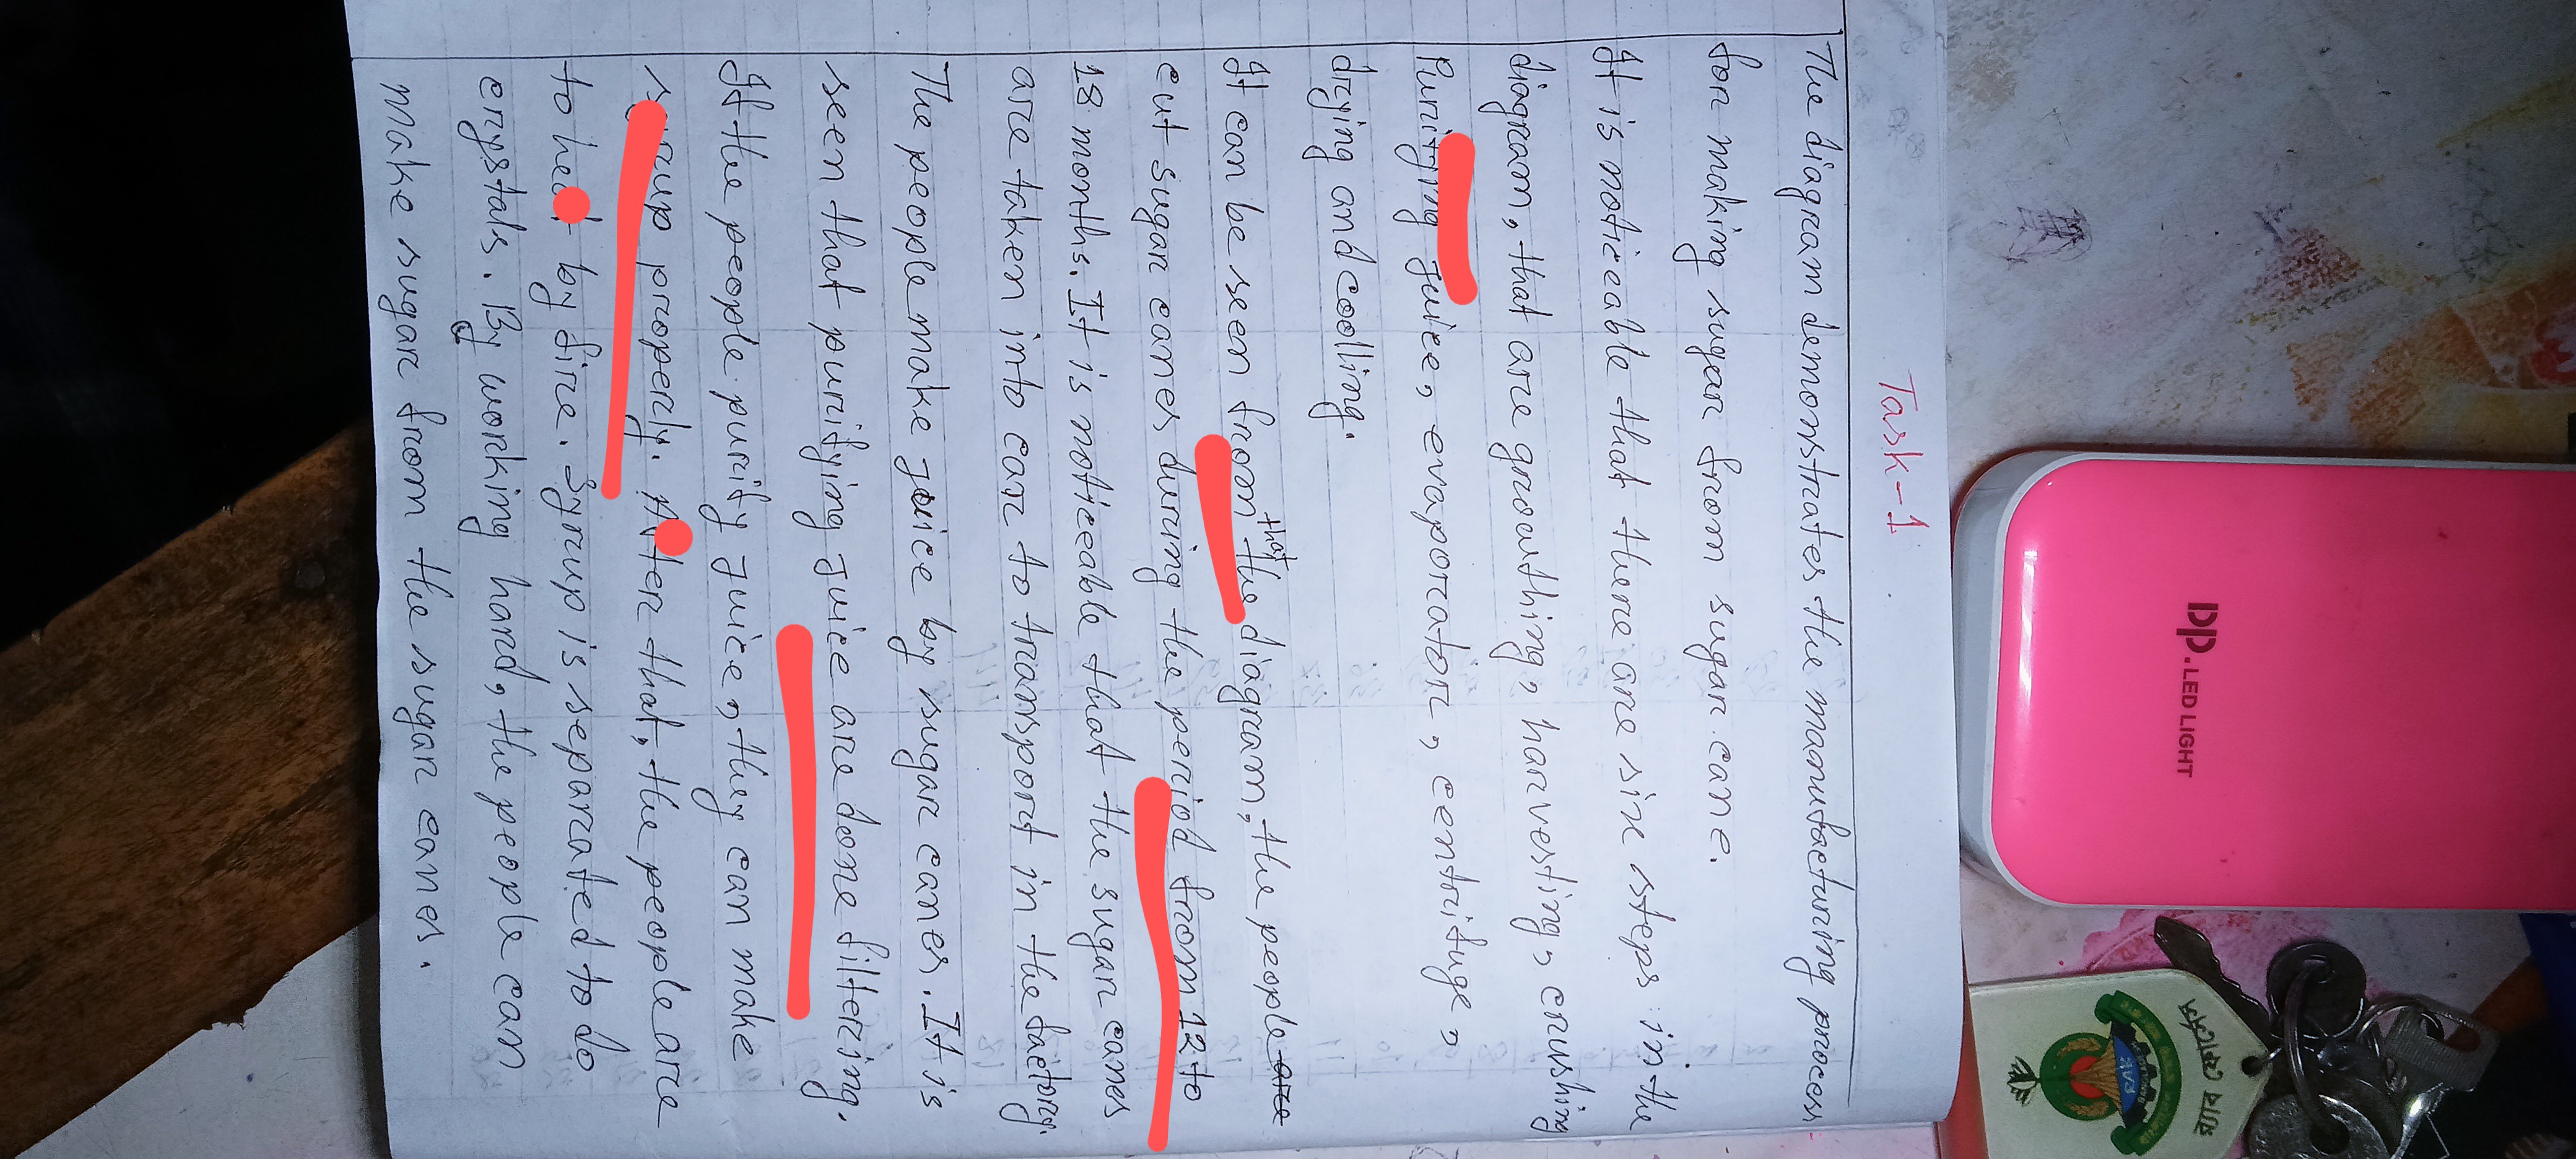 Task-1.
The diagram demonstrates the manufacturing process
for making sugar from sugar cane.
It is noticeable that there are six steps in the
diagram, that are growthing, harvesting, crushing
Purifying juice, evaporator, centrifuge,
drying and coolling.
It can be seen from that the diagram, the people are
cut sugar canes during the period from 12 to
18 months. It is noticeable that the sugar canes
are taken into car to transport in the factory.
The people make juice by sugar canes. It is
seen that purifying juice are done filtering.
If the people purify juice, they can make
properly. After that, the people are
to by fire. Syrup is separated to do
crystals. By working hard, the people can
make sugar from the sugar canes.
DP. LED LIGHT
র‍্যাব ফোর্সেস